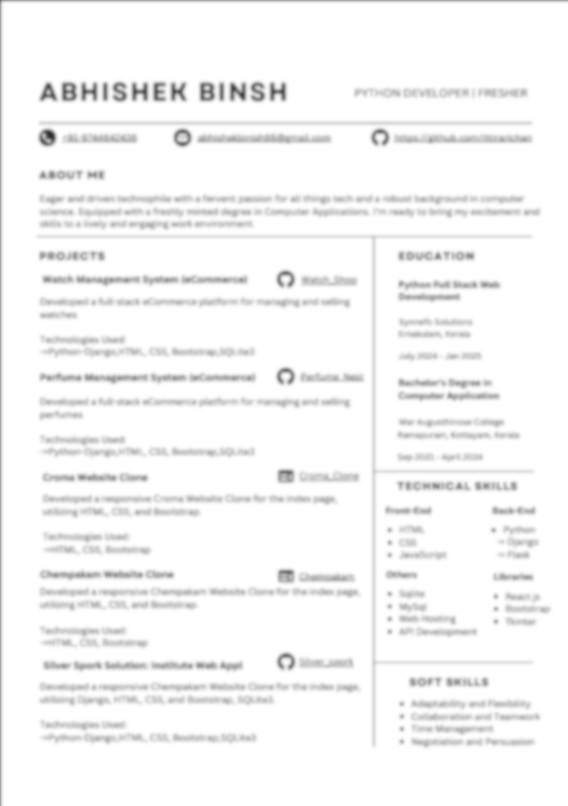 ABHISHEK BINSH
PYTHON DEVELOPER | FRESHER
ABOUT ME
Eager and driven technophile with a fervent passion for all things tech and a robust background in computer
science. Equipped with a freshly minted degree in Computer Applications. I'm ready to bring my excitement and
skills to a lively and engaging work environment.
PROJECTS
Watch Management System (eCommerce)
Watch_Shop
Developed a full-stack eCommerce platform for managing and selling
watches
Technologies Used:
→Python-Django,HTML, CSS, Bootstrap,SQLite3
Perfume Management System (eCommerce)
Perfume_Nest
Developed a full-stack eCommerce platform for managing and selling
perfumes
Technologies Used:
→Python-Django,HTML, CSS, Bootstrap,SQLite3
Croma Website Clone
Croma_Clone
Developed a responsive Croma Website Clone for the index page,
utilizing HTML, CSS, and Bootstrap.
Technologies Used:
→HTML, CSS, Bootstrap
Chempakam Website Clone
Chempakam
Developed a responsive Chempakam Website Clone for the index page,
utilizing HTML, CSS, and Bootstrap.
Technologies Used:
→HTML, CSS, Bootstrap
Silver Spork Solution: Institute Web Appl
Silver_spork
Developed a responsive Chempakam Website Clone for the index page,
utilizing Django, HTML, CSS, and Bootstrap, SQLite3.
Technologies Used:
→Python-Django,HTML, CSS, Bootstrap,SQLite3
EDUCATION
Python Full Stack Web
Development
Synnefo Solutions
Ernakulam, Kerala
July 2024 - Jan 2025
Bachelor's Degree in
Computer Application
Mar Augusthinose College
Ramapuram, Kottayam, Kerala
Sep 2021 - April 2024
TECHNICAL SKILLS
Front-End
• HTML
• CSS
• JavaScript
Back-End
• Python
→ Django
→ Flask
Others
• Sqlite
• MySql
• Web Hosting
• API Development
Libraries
• React js
• Bootstrap
• Tkinter
SOFT SKILLS
• Adaptability and Flexibility
• Collaboration and Teamwork
• Time Management
• Negotiation and Persuasion